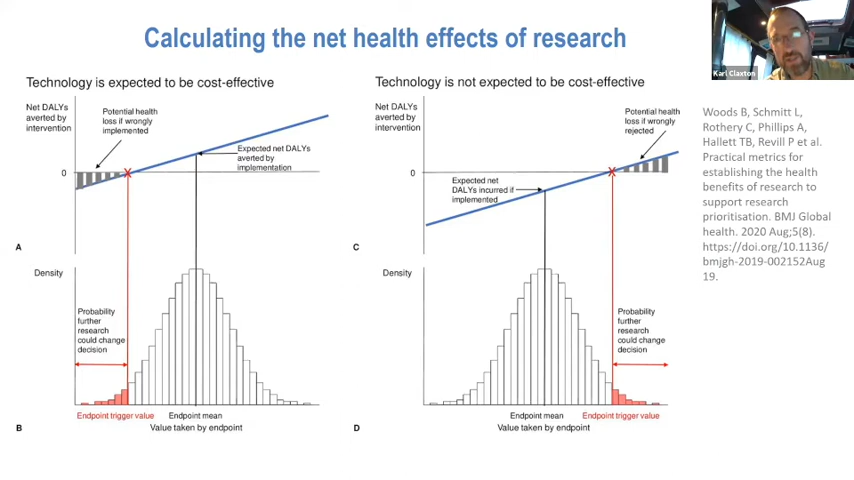 Calculating the net health effects of research
Karl Claxton
Technology is expected to be cost-effective
Net DALYs
averted by
intervention
Potential health
loss if wrongly
implemented
Expected net DALYs
averted by
implementation
0
A
Density
Probability
further
research
could change
decision
Endpoint trigger value
Endpoint mean
B
Value taken by endpoint
Technology is not expected to be cost-effective
Net DALYs
averted by
intervention
Potential health
loss if wrongly
rejected
0
Expected net
DALYs incurred if
implemented
C
Density
Probability
further
research
could change
decision
Endpoint mean
Endpoint trigger value
D
Value taken by endpoint
Woods B, Schmitt L,
Rothery C, Phillips A,
Hallett TB, Revill P et al.
Practical metrics for
establishing the health
benefits of research to
support research
prioritisation. BMJ Global
health. 2020 Aug;5(8).
https://doi.org/10.1136/
bmjgh-2019-002152Aug
19.